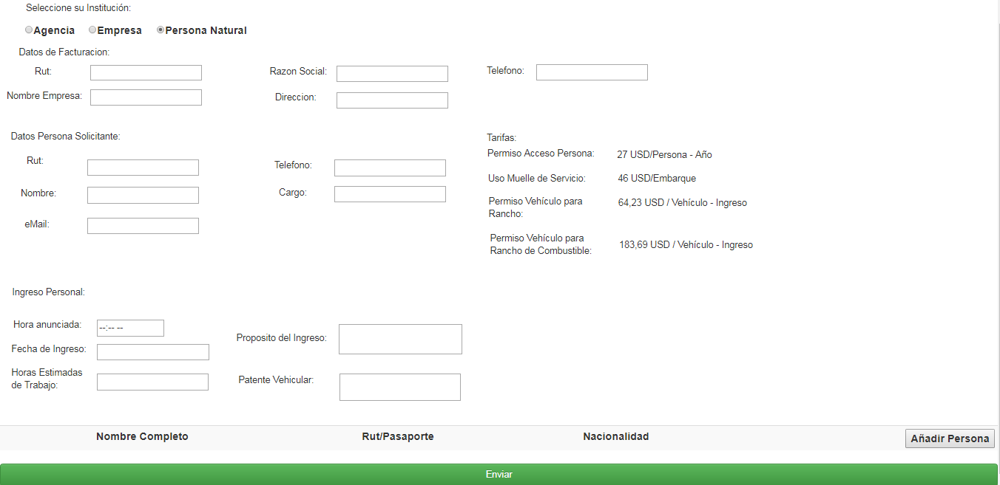 Seleccione su Institución:
Agencia Empresa Persona Natural
Datos de Facturacion:
Rut: Razon Social: Telefono:
Nombre Empresa: Direccion:
Datos Persona Solicitante:
Rut: Telefono:
Nombre: Cargo:
eMail:
Tarifas:
Permiso Acceso Persona: 27 USD/Persona - Año
Uso Muelle de Servicio: 46 USD/Embarque
Permiso Vehículo para
Rancho: 64,23 USD / Vehículo - Ingreso
Permiso Vehículo para
Rancho de Combustible: 183,69 USD / Vehículo - Ingreso
Ingreso Personal:
Hora anunciada: --:-- --
Fecha de Ingreso:
Horas Estimadas
de Trabajo:
Proposito del Ingreso:
Patente Vehicular:
Nombre Completo Rut/Pasaporte Nacionalidad Añadir Persona
Enviar